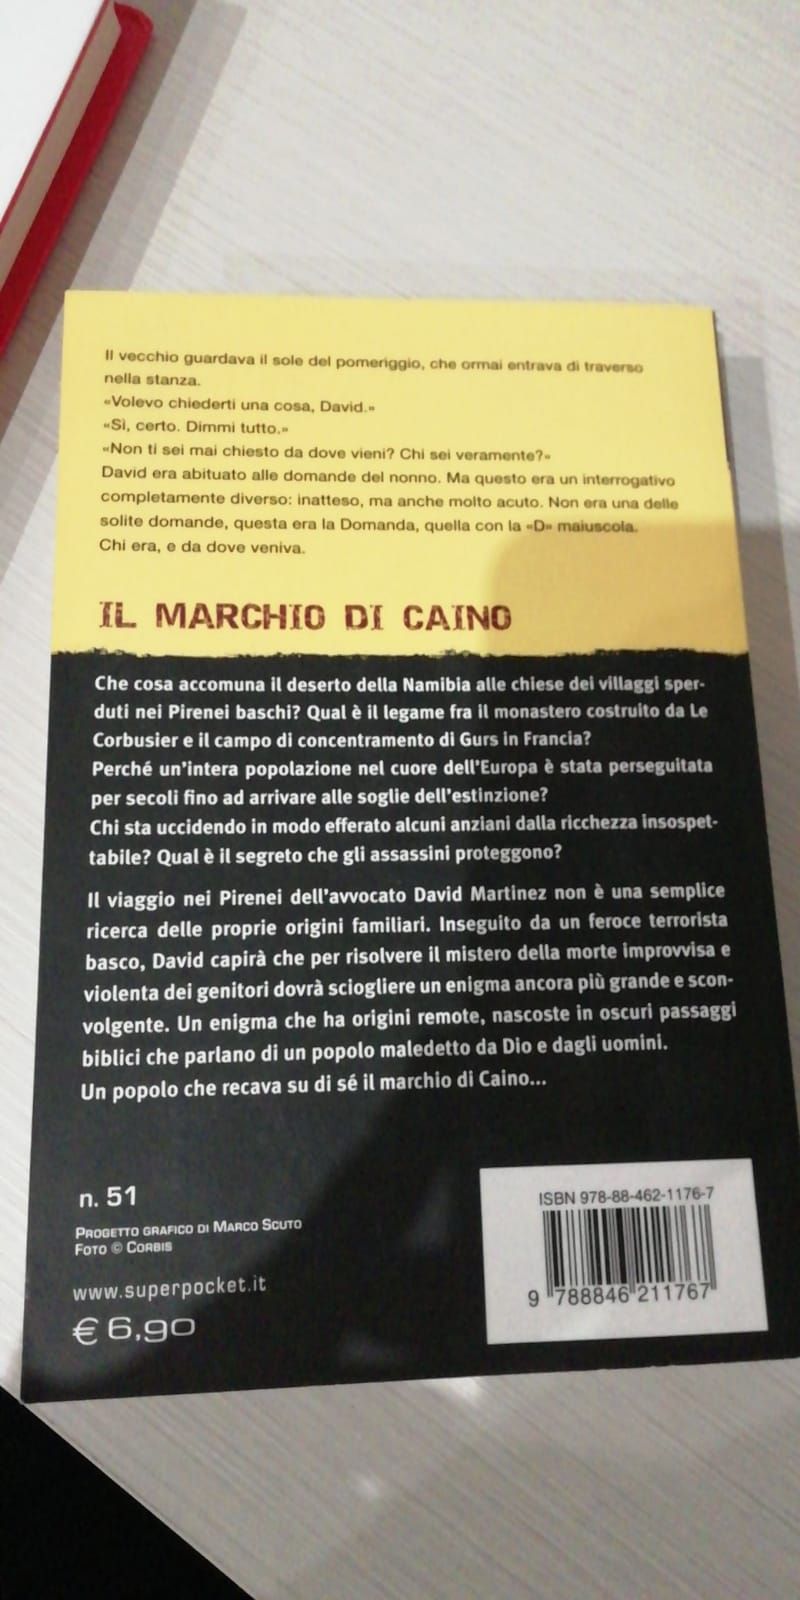 Il vecchio guardava il sole del pomeriggio, che ormai entrava di traverso
nella stanza.
«Volevo chiederti una cosa, David.»
«Sì, certo. Dimmi tutto.»
«Non ti sei mai chiesto da dove vieni? Chi sei veramente?»
David era abituato alle domande del nonno. Ma questo era un interrogativo
completamente diverso: inatteso, ma anche molto acuto. Non era una delle
solite domande, questa era la Domanda, quella con la «D» maiuscola.
Chi era, e da dove veniva.
IL MARCHIO DI CAINO
Che cosa accomuna il deserto della Namibia alle chiese dei villaggi sper-
duti nei Pirenei baschi? Qual è il legame fra il monastero costruito da Le
Corbusier e il campo di concentramento di Gurs in Francia?
Perché un'intera popolazione nel cuore dell'Europa è stata perseguitata
per secoli fino ad arrivare alle soglie dell'estinzione?
Chi sta uccidendo in modo efferato alcuni anziani dalla ricchezza insospet-
tabile? Qual è il segreto che gli assassini proteggono?
Il viaggio nei Pirenei dell'avvocato David Martinez non è una semplice
ricerca delle proprie origini familiari. Inseguito da un feroce terrorista
basco, David capirà che per risolvere il mistero della morte improvvisa e
violenta dei genitori dovrà sciogliere un enigma ancora più grande e scon-
volgente. Un enigma che ha origini remote, nascoste in oscuri passaggi
biblici che parlano di un popolo maledetto da Dio e dagli uomini.
Un popolo che recava su di sé il marchio di Caino...
n. 51
PROGETTO GRAFICO DI MARCO SCUTO
FOTO © CORBIS
www.superpocket.it
€ 6,90
ISBN 978-88-462-1176-7
9 788846 211767